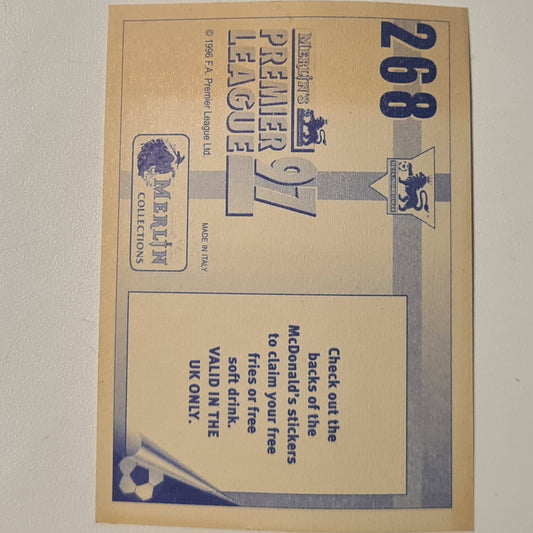 268
MERLIN'S
PREMIER
LEAGUE 97
© 1996 F.A. Premier League Ltd.
MADE IN ITALY
MERLIN
COLLECTIONS
Check out the
backs of the
McDonald's stickers
to claim your free
fries or free
soft drink.
VALID IN THE
UK ONLY.